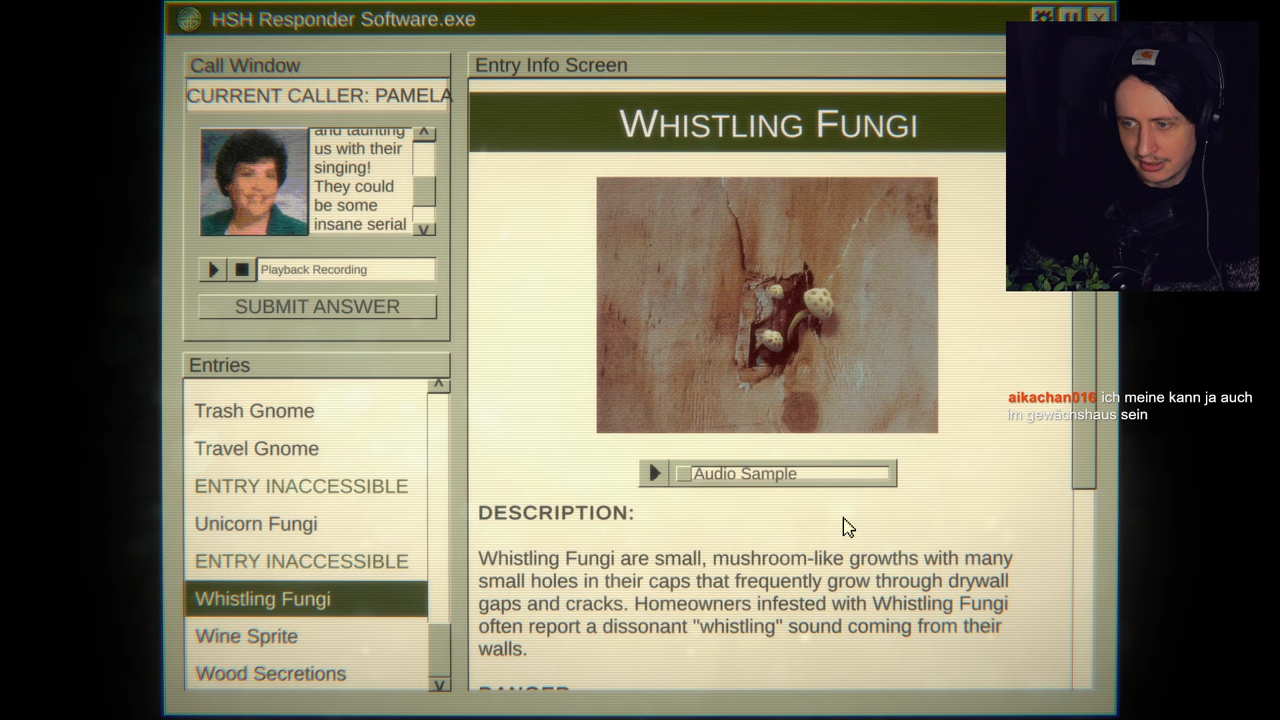 HSH Responder Software.exe
Call Window
CURRENT CALLER: PAMELA
and taunting
us with their
singing!
They could
be some
insane serial
Playback Recording
SUBMIT ANSWER
Entries
Trash Gnome
Travel Gnome
ENTRY INACCESSIBLE
Unicorn Fungi
ENTRY INACCESSIBLE
Whistling Fungi
Wine Sprite
Wood Secretions
Entry Info Screen
WHISTLING FUNGI
Audio Sample
DESCRIPTION:
Whistling Fungi are small, mushroom-like growths with many
small holes in their caps that frequently grow through drywall
gaps and cracks. Homeowners infested with Whistling Fungi
often report a dissonant "whistling" sound coming from their
walls.
DANGER
aikachan016 ich meine kann ja auch
im gewächshaus sein